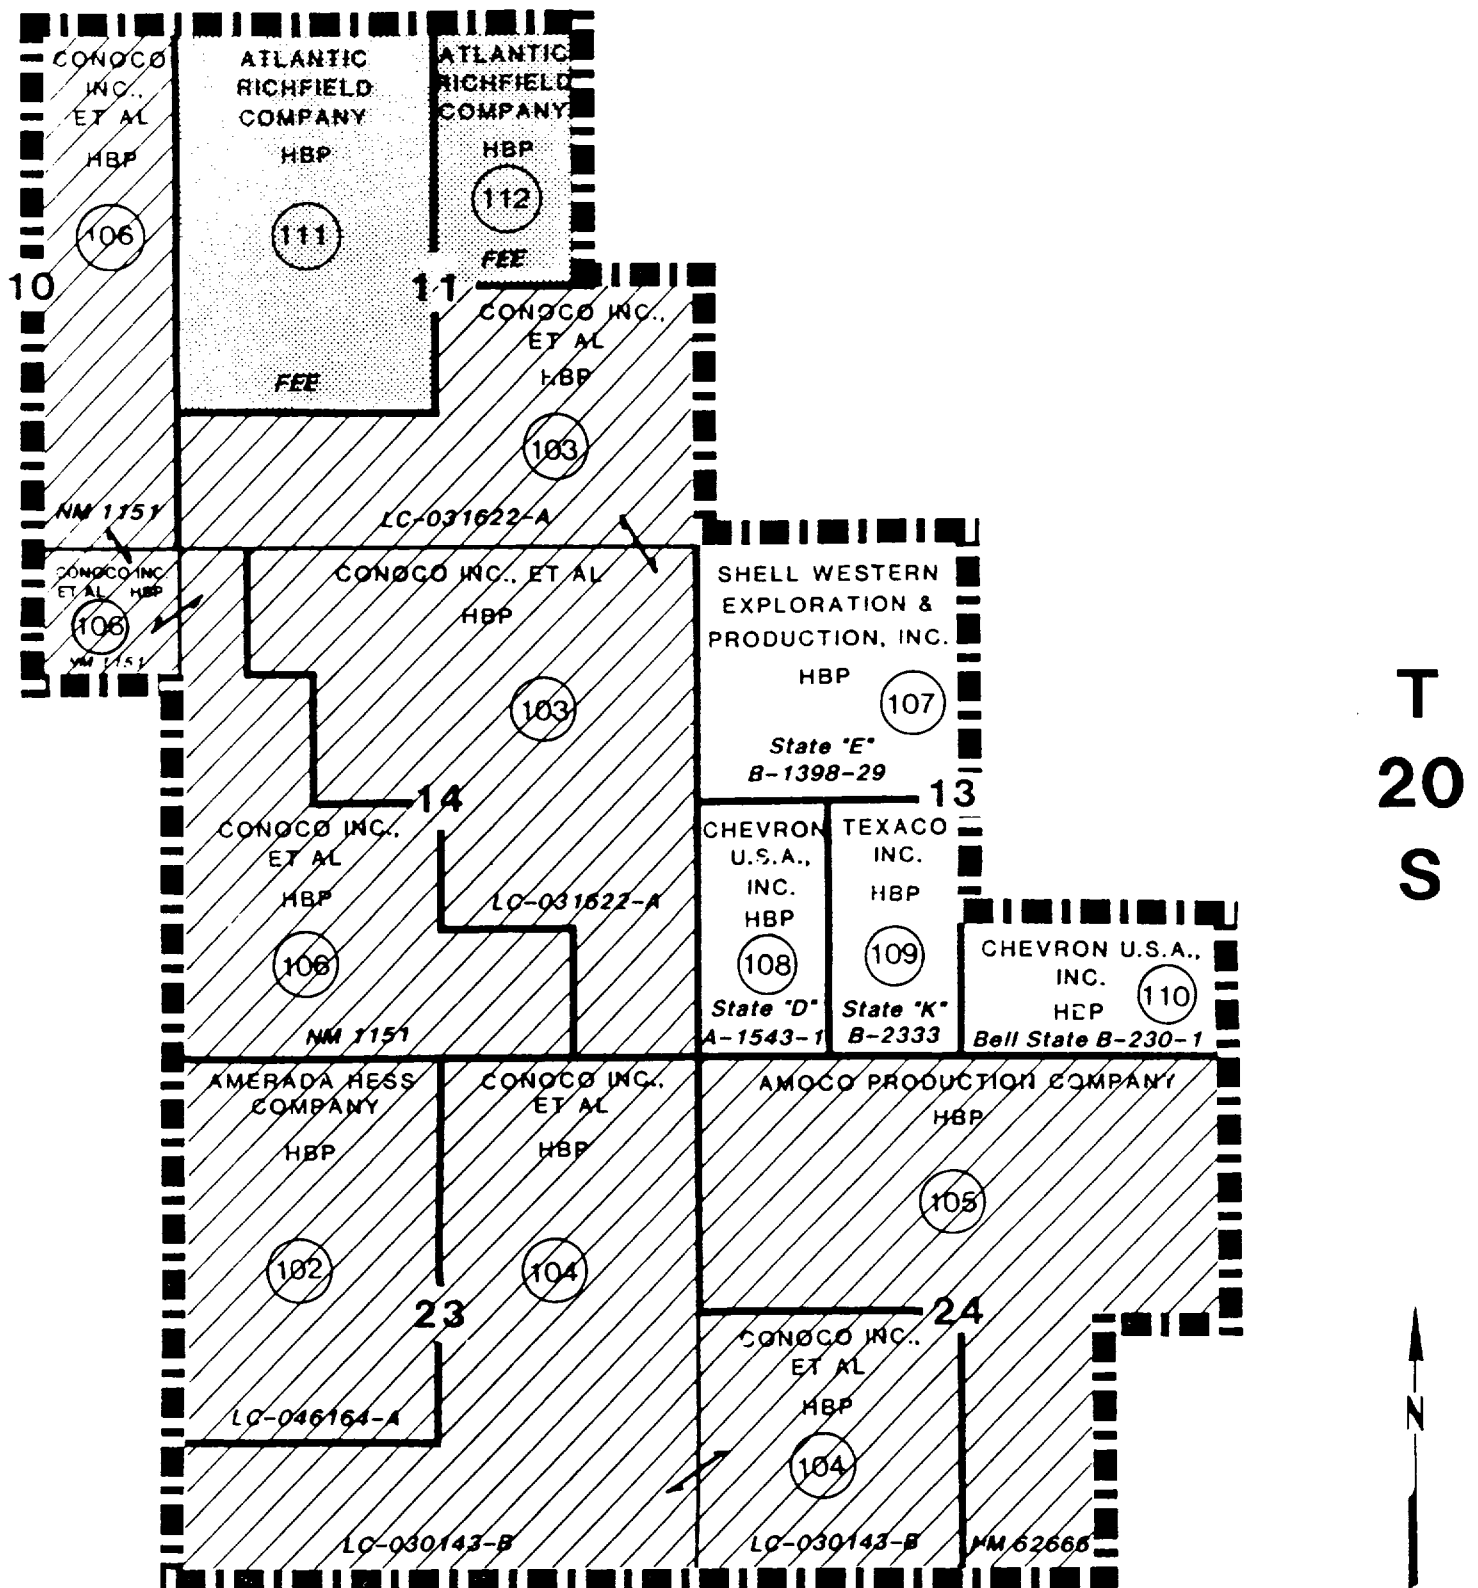 CONOCO
INC.,
ET AL
HBP
106
NM 1151
ATLANTIC
RICHFIELD
COMPANY
HBP
111
FEE
ATLANTIC
RICHFIELD
COMPANY
HBP
112
FEE
10
11
CONOCO INC.,
ET AL
HBP
103
LC-031622-A
CONOCO INC.
ET AL HBP
106
NM 1151
CONOCO INC., ET AL
HBP
103
LC-031622-A
14
CONOCO INC.,
ET AL
HBP
106
NM 1151
SHELL WESTERN
EXPLORATION &
PRODUCTION, INC.
HBP
107
State "E"
B-1398-29
13
CHEVRON
U.S.A.,
INC.
HBP
108
State "D"
A-1543-1
TEXACO
INC.
HBP
109
State "K"
B-2333
CHEVRON U.S.A.,
INC.
HBP
110
Bell State B-230-1
AMERADA HESS
COMPANY
HBP
102
LC-046164-A
23
CONOCO INC.,
ET AL
HBP
104
LC-030143-B
AMOCO PRODUCTION COMPANY
HBP
105
24
NM 62666
CONOCO INC.,
ET AL
HBP
104
LC-030143-B
T
20
S
N